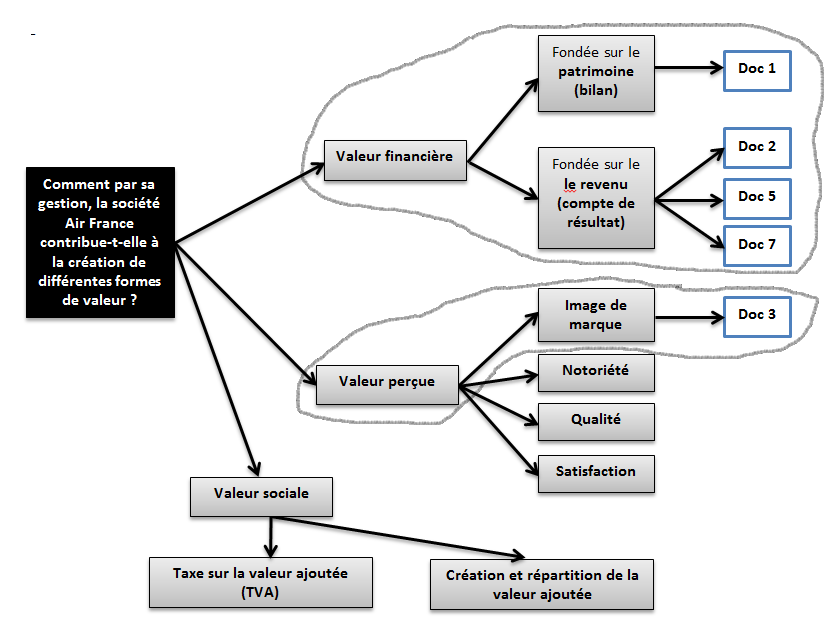 Comment par sa
gestion, la société
Air France
contribue-t-elle à
la création de
différentes formes
de valeur ?
Valeur financière
Fondée sur le
patrimoine
(bilan)
Doc 1
Fondée sur le
le revenu
(compte de
résultat)
Doc 2
Doc 5
Doc 7
Valeur perçue
Image de
marque
Doc 3
Notoriété
Qualité
Satisfaction
Valeur sociale
Taxe sur la valeur ajoutée
(TVA)
Création et répartition de la
valeur ajoutée